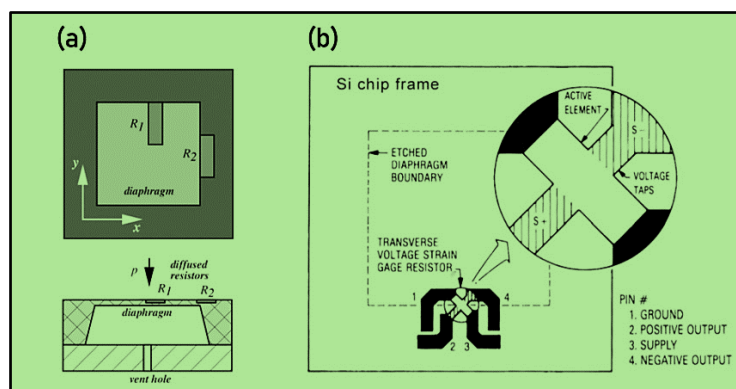 (a)
R1
R2
y
diaphragm
x
p
diffused
resistors
R1
R2
diaphragm
vent hole
(b)
Si chip frame
ACTIVE
ELEMENT
S–
ETCHED
DIAPHRAGM
BOUNDARY
VOLTAGE
TAPS
S+
TRANSVERSE
VOLTAGE STRAIN
GAGE RESISTOR
1
4
2 3
PIN #
1. GROUND
2. POSITIVE OUTPUT
3. SUPPLY
4. NEGATIVE OUTPUT